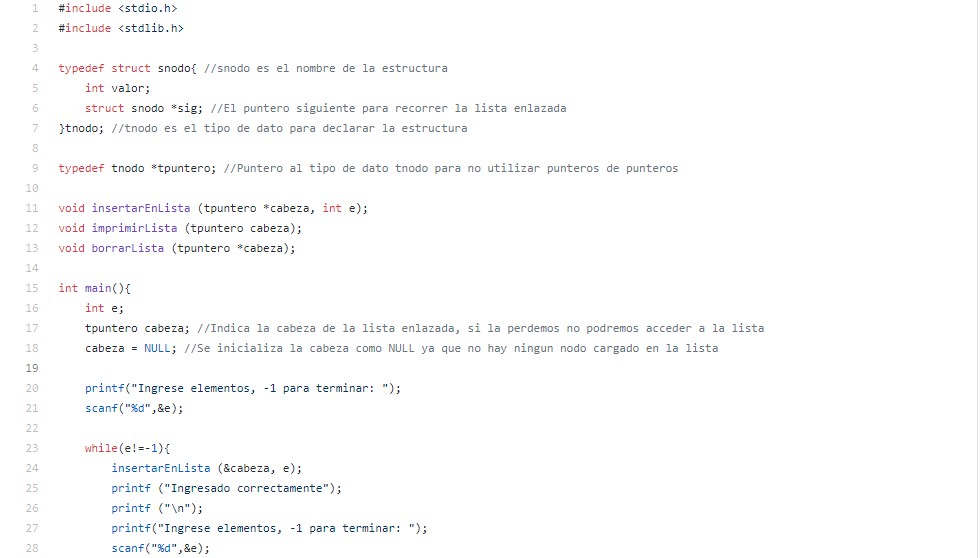 1 #include <stdio.h>
2 #include <stdlib.h>
3
4 typedef struct snodo{ //snodo es el nombre de la estructura
5     int valor;
6     struct snodo *sig; //El puntero siguiente para recorrer la lista enlazada
7 }tnodo; //tnodo es el tipo de dato para declarar la estructura
8
9 typedef tnodo *tpuntero; //Puntero al tipo de dato tnodo para no utilizar punteros de punteros
10
11 void insertarEnLista (tpuntero *cabeza, int e);
12 void imprimirLista (tpuntero cabeza);
13 void borrarLista (tpuntero *cabeza);
14
15 int main(){
16     int e;
17     tpuntero cabeza; //Indica la cabeza de la lista enlazada, si la perdemos no podremos acceder a la lista
18     cabeza = NULL; //Se inicializa la cabeza como NULL ya que no hay ningun nodo cargado en la lista
19
20     printf("Ingrese elementos, -1 para terminar: ");
21     scanf("%d",&e);
22
23     while(e!=-1){
24         insertarEnLista (&cabeza, e);
25         printf ("Ingresado correctamente");
26         printf ("\n");
27         printf("Ingrese elementos, -1 para terminar: ");
28         scanf("%d",&e);